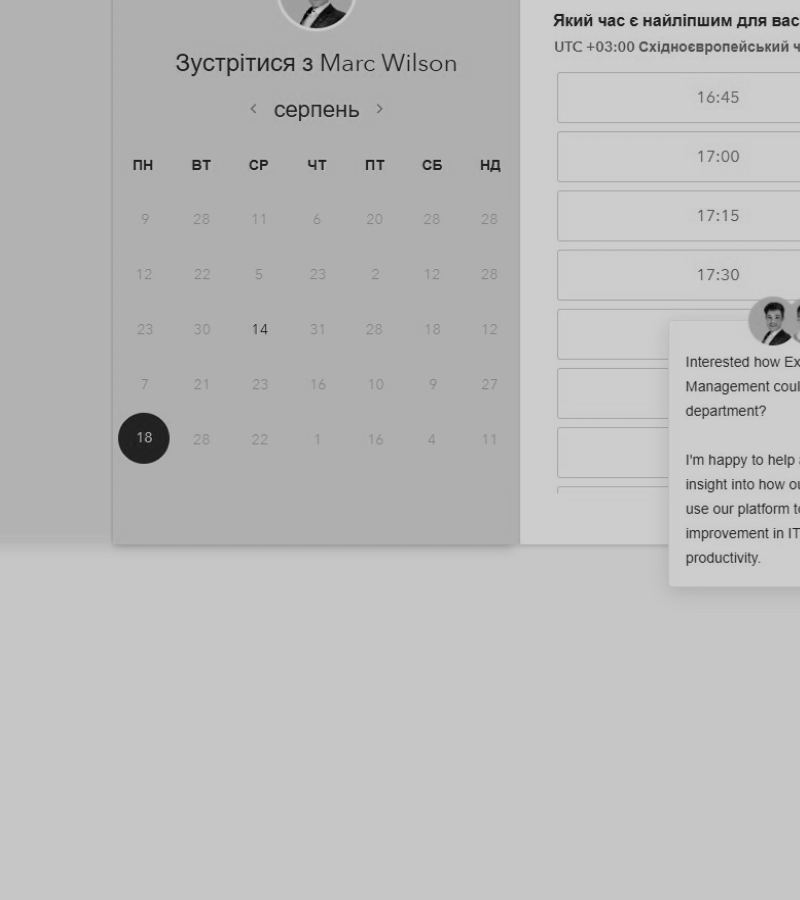 Зустрітися з Marc Wilson
серпень
ПН ВТ СР ЧТ ПТ СБ НД
9 28 11 6 20 28 28
12 22 5 23 2 12 28
23 30 14 31 28 18 12
7 21 23 16 10 9 27
18 28 22 1 16 4 11
Який час є найліпшим для вас
UTC +03:00 Східноєвропейський ч
16:45
17:00
17:15
17:30
Interested how Ex
Management coul
department?
I'm happy to help a
insight into how ou
use our platform to
improvement in IT
productivity.